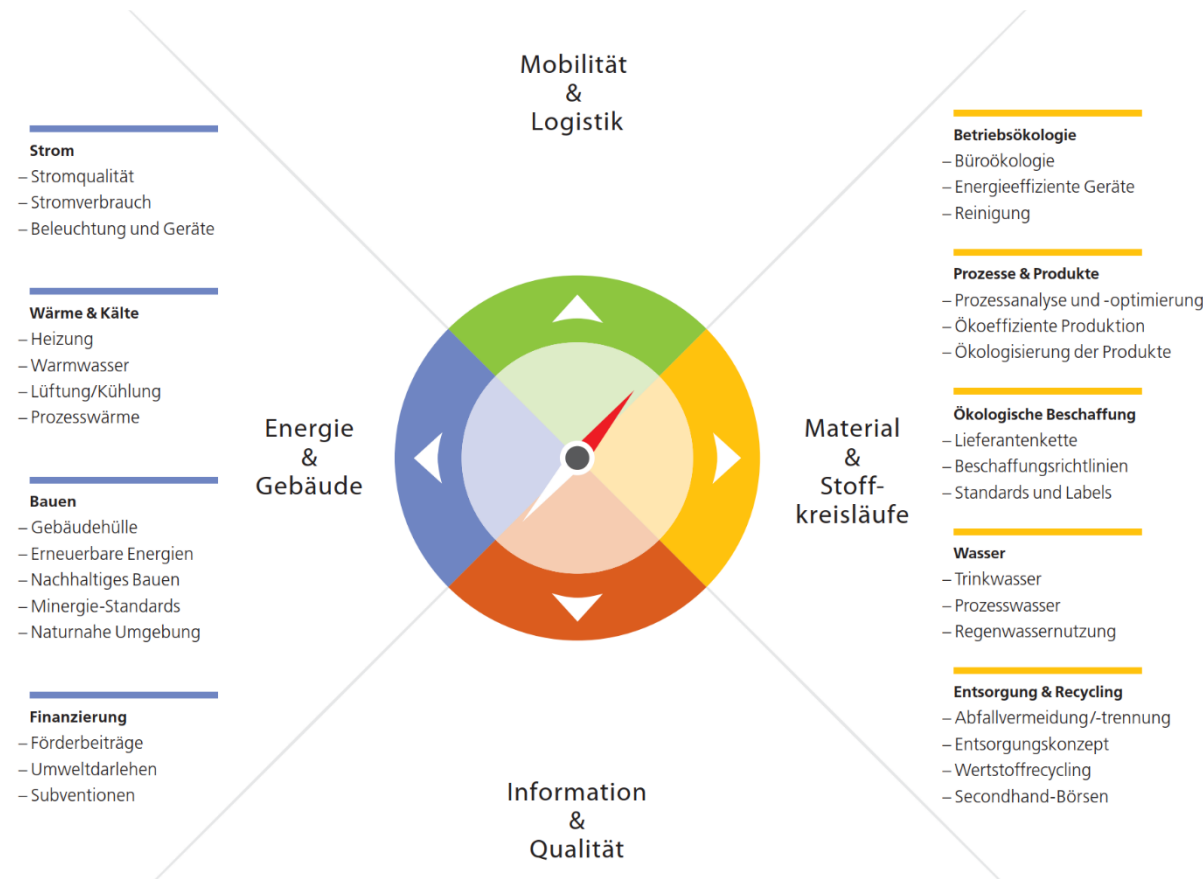 Mobilität
&
Logistik
Strom
– Stromqualität
– Stromverbrauch
– Beleuchtung und Geräte
Wärme & Kälte
– Heizung
– Warmwasser
– Lüftung/Kühlung
– Prozesswärme
Bauen
– Gebäudehülle
– Erneuerbare Energien
– Nachhaltiges Bauen
– Minergie-Standards
– Naturnahe Umgebung
Finanzierung
– Förderbeiträge
– Umweltdarlehen
– Subventionen
Energie
&
Gebäude
Material
&
Stoff-
kreisläufe
Betriebsökologie
– Büroökologie
– Energieeffiziente Geräte
– Reinigung
Prozesse & Produkte
– Prozessanalyse und -optimierung
– Ökoeffiziente Produktion
– Ökologisierung der Produkte
Ökologische Beschaffung
– Lieferantenkette
– Beschaffungsrichtlinien
– Standards und Labels
Wasser
– Trinkwasser
– Prozesswasser
– Regenwassernutzung
Entsorgung & Recycling
– Abfallvermeidung/-trennung
– Entsorgungskonzept
– Wertstoffrecycling
– Secondhand-Börsen
Information
&
Qualität